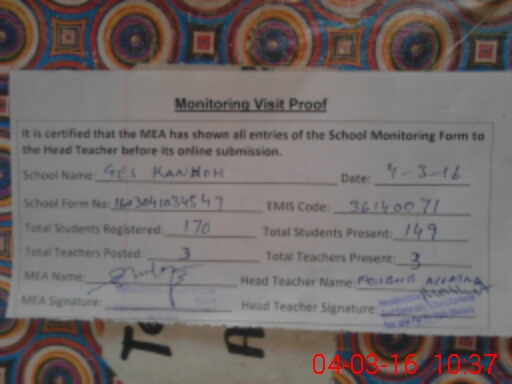 Monitoring Visit Proof
It is certified that the MEA has shown all entries of the School Monitoring Form to
the Head Teacher before its online submission.
School Name: GES KANHOH Date: 4-3-16
School Form No: 1603041034547 EMIS Code: 36140071
Total Students Registered: 170 Total Students Present: 149
Total Teachers Posted: 3 Total Teachers Present: 3
MEA Name: Head Teacher Name:
MEA Signature: Head Teacher Signature:
04-03-16 10:37